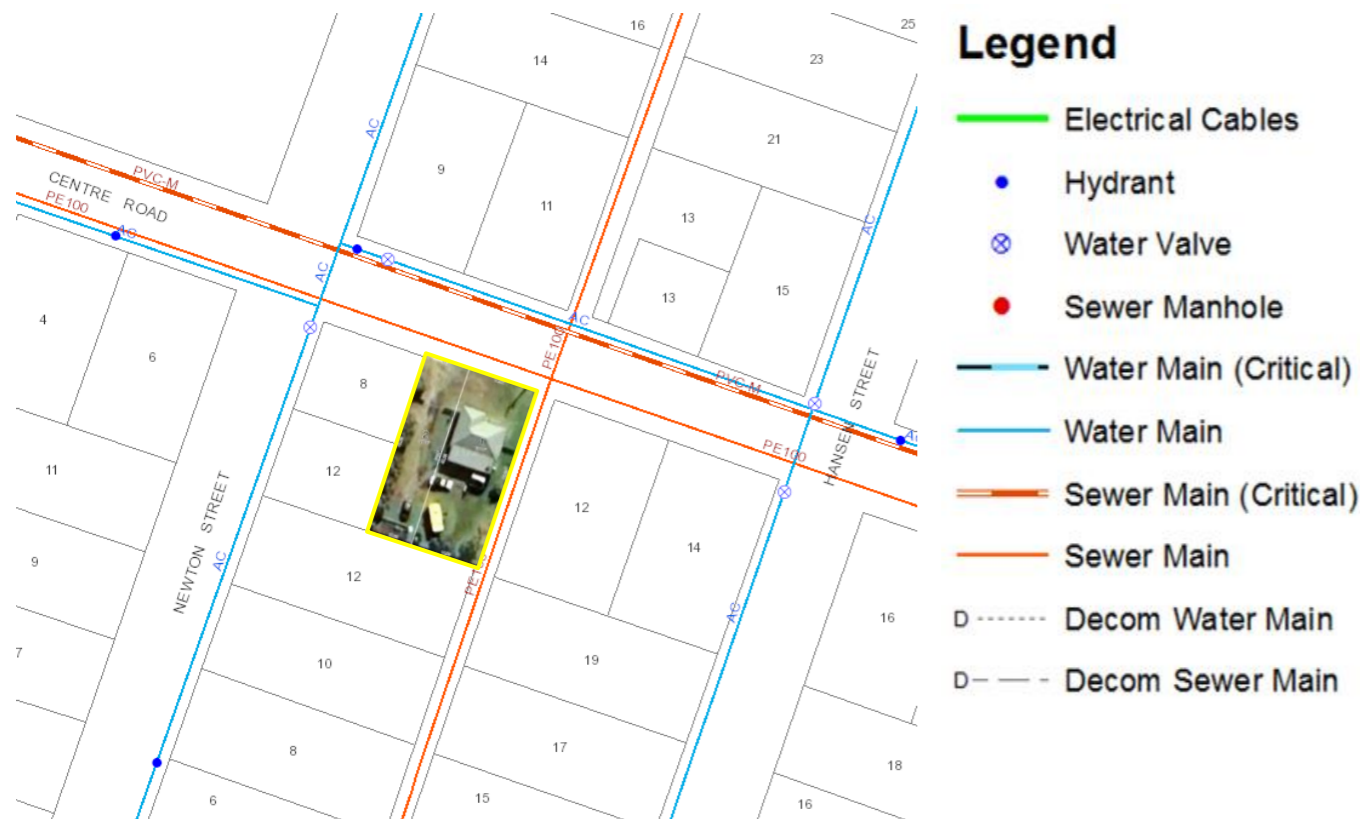 16
25
14
23
AC
21
9
PVC-M
CENTRE ROAD
PE100
11
13
AC
AC
AC
13
15
4
6
AC
PE100
PVC-M
8
HANSEN STREET
AC
PE100
11
12
12
14
NEWTON STREET
AC
9
12
AC
16
7
10
19
8
17
18
6
15
16
Legend
Electrical Cables
Hydrant
Water Valve
Sewer Manhole
Water Main (Critical)
Water Main
Sewer Main (Critical)
Sewer Main
D Decom Water Main
D Decom Sewer Main